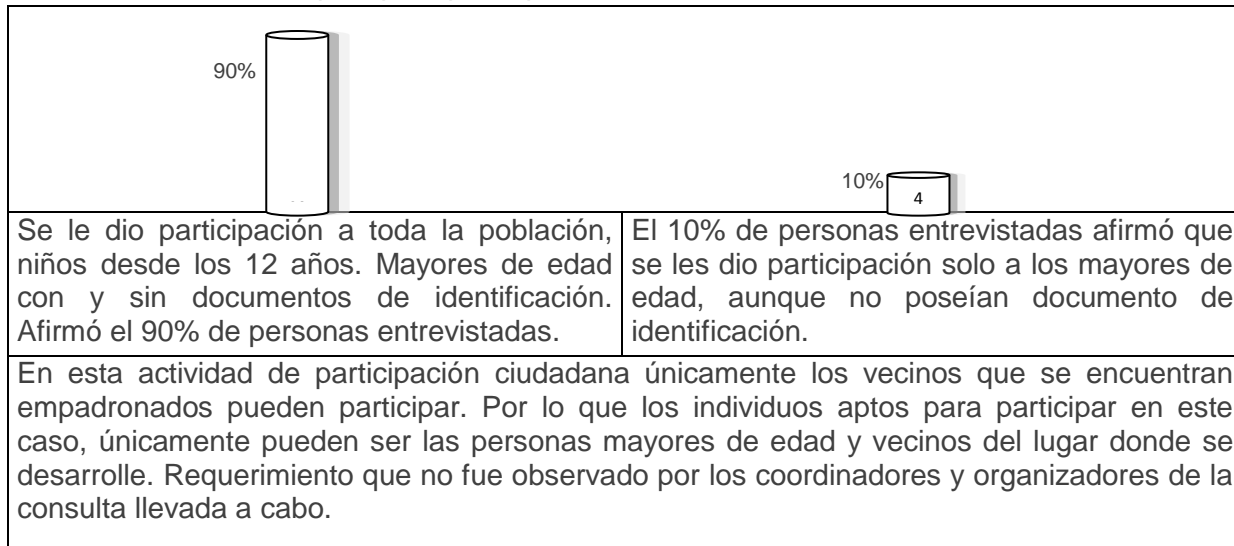 90%
10%
4
Se le dio participación a toda la población,
niños desde los 12 años. Mayores de edad
con y sin documentos de identificación.
Afirmó el 90% de personas entrevistadas.
El 10% de personas entrevistadas afirmó que
se les dio participación solo a los mayores de
edad, aunque no poseían documento de
identificación.
En esta actividad de participación ciudadana únicamente los vecinos que se encuentran
empadronados pueden participar. Por lo que los individuos aptos para participar en este
caso, únicamente pueden ser las personas mayores de edad y vecinos del lugar donde se
desarrolle. Requerimiento que no fue observado por los coordinadores y organizadores de la
consulta llevada a cabo.